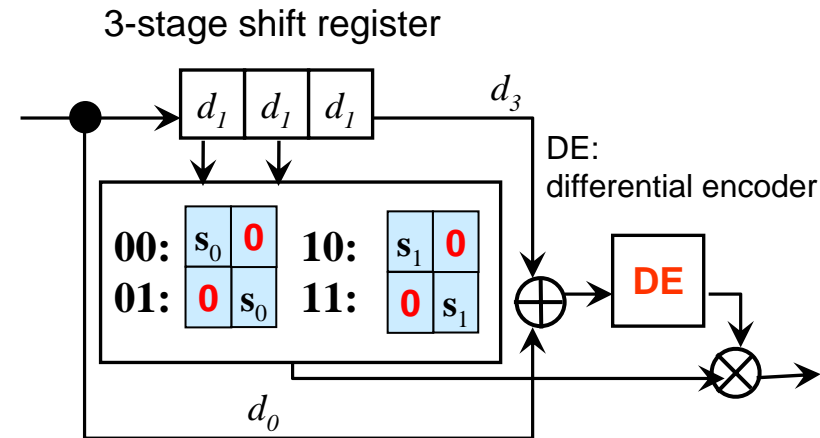 3-stage shift register
d₁ d₁ d₁
d₃
DE:
differential encoder
00: s₀ 0 10: s₁ 0
01: 0 s₀ 11: 0 s₁
DE
d₀